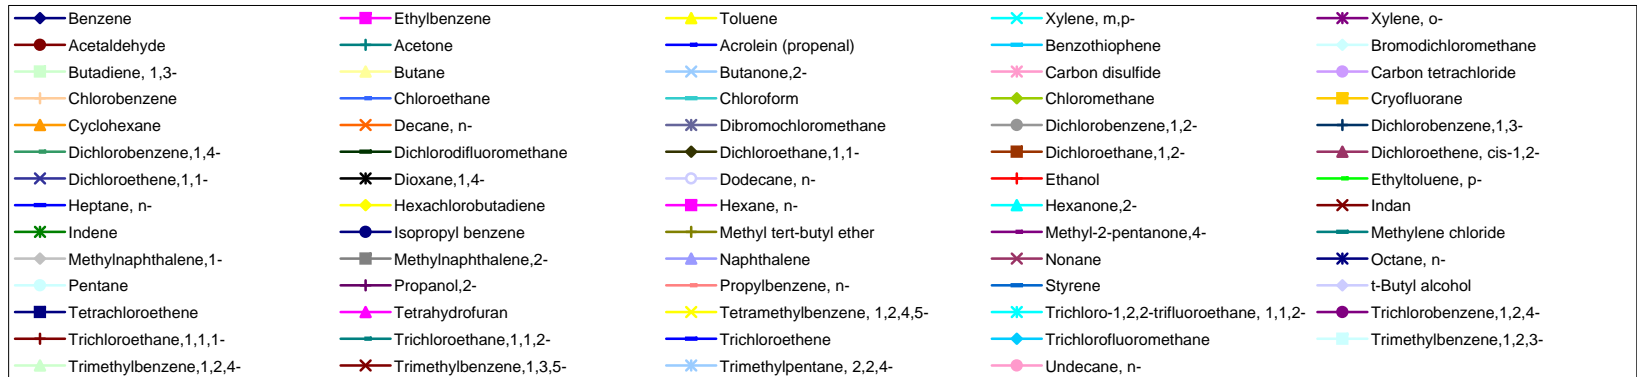 Benzene Ethylbenzene Toluene Xylene, m,p- Xylene, o-
Acetaldehyde Acetone Acrolein (propenal) Benzothiophene Bromodichloromethane
Butadiene, 1,3- Butane Butanone,2- Carbon disulfide Carbon tetrachloride
Chlorobenzene Chloroethane Chloroform Chloromethane Cryofluorane
Cyclohexane Decane, n- Dibromochloromethane Dichlorobenzene,1,2- Dichlorobenzene,1,3-
Dichlorobenzene,1,4- Dichlorodifluoromethane Dichloroethane,1,1- Dichloroethane,1,2- Dichloroethene, cis-1,2-
Dichloroethene,1,1- Dioxane,1,4- Dodecane, n- Ethanol Ethyltoluene, p-
Heptane, n- Hexachlorobutadiene Hexane, n- Hexanone,2- Indan
Indene Isopropyl benzene Methyl tert-butyl ether Methyl-2-pentanone,4- Methylene chloride
Methylnaphthalene,1- Methylnaphthalene,2- Naphthalene Nonane Octane, n-
Pentane Propanol,2- Propylbenzene, n- Styrene t-Butyl alcohol
Tetrachloroethene Tetrahydrofuran Tetramethylbenzene, 1,2,4,5- Trichloro-1,2,2-trifluoroethane, 1,1,2- Trichlorobenzene,1,2,4-
Trichloroethane,1,1,1- Trichloroethane,1,1,2- Trichloroethene Trichlorofluoromethane Trimethylbenzene,1,2,3-
Trimethylbenzene,1,2,4- Trimethylbenzene,1,3,5- Trimethylpentane, 2,2,4- Undecane, n-